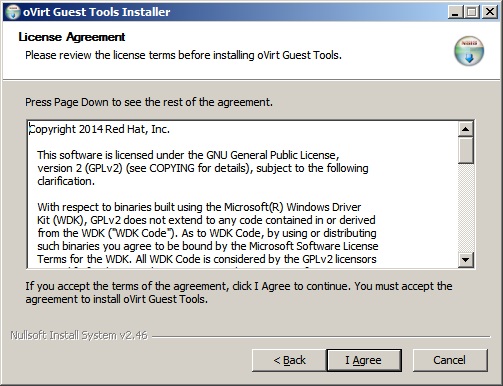 oVirt Guest Tools Installer
License Agreement
Please review the license terms before installing oVirt Guest Tools.
Press Page Down to see the rest of the agreement.
Copyright 2014 Red Hat, Inc.
This software is licensed under the GNU General Public License,
version 2 (GPLv2) (see COPYING for details), subject to the following
clarification.
With respect to binaries built using the Microsoft(R) Windows Driver
Kit (WDK), GPLv2 does not extend to any code contained in or derived
from the WDK ("WDK Code"). As to WDK Code, by using or distributing
such binaries you agree to be bound by the Microsoft Software License
Terms for the WDK. All WDK Code is considered by the GPLv2 licensors
If you accept the terms of the agreement, click I Agree to continue. You must accept the
agreement to install oVirt Guest Tools.
Nullsoft Install System v2.46
< Back
I Agree
Cancel